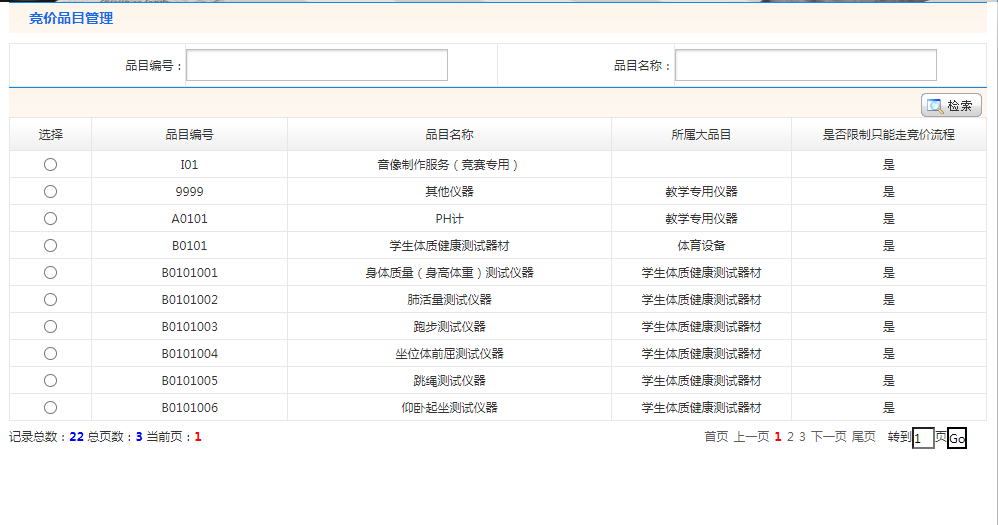 竞价品目管理
品目编号： 品目名称：
检索
选择 品目编号 品目名称 所属大品目 是否限制只能走竞价流程
I01 音像制作服务（竞赛专用） 是
9999 其他仪器 教学专用仪器 是
A0101 PH计 教学专用仪器 是
B0101 学生体质健康测试器材 体育设备 是
B0101001 身体质量（身高体重）测试仪器 学生体质健康测试器材 是
B0101002 肺活量测试仪器 学生体质健康测试器材 是
B0101003 跑步测试仪器 学生体质健康测试器材 是
B0101004 坐位体前屈测试仪器 学生体质健康测试器材 是
B0101005 跳绳测试仪器 学生体质健康测试器材 是
B0101006 仰卧起坐测试仪器 学生体质健康测试器材 是
记录总数：22 总页数：3 当前页：1 首页 上一页 1 2 3 下一页 尾页 转到1页Go